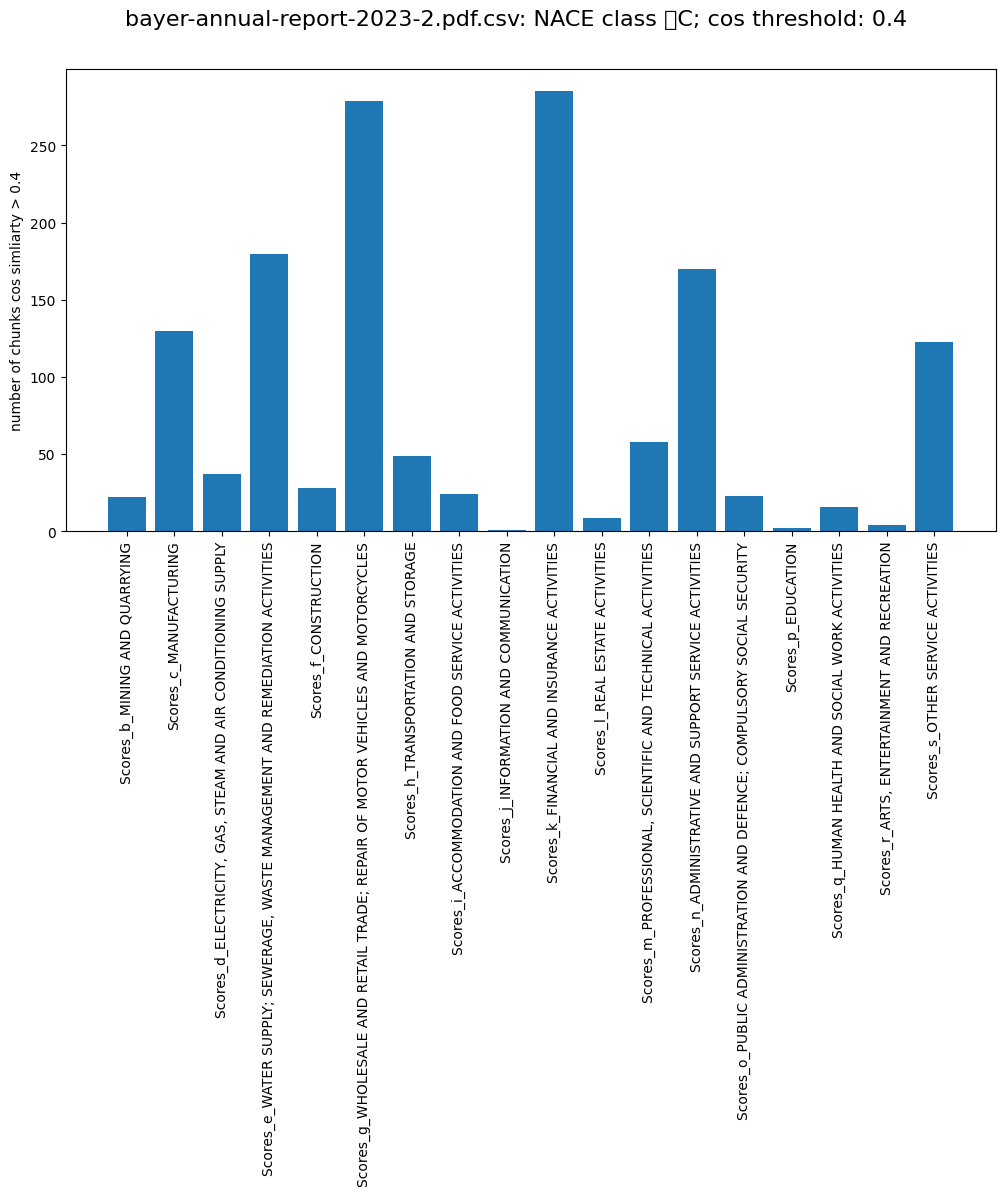 bayer-annual-report-2023-2.pdf.csv: NACE class ▯C; cos threshold: 0.4
number of chunks cos simliarty > 0.4
250
200
150
100
50
0
Scores_b_MINING AND QUARRYING
Scores_c_MANUFACTURING
Scores_d_ELECTRICITY, GAS, STEAM AND AIR CONDITIONING SUPPLY
Scores_e_WATER SUPPLY; SEWERAGE, WASTE MANAGEMENT AND REMEDIATION ACTIVITIES
Scores_f_CONSTRUCTION
Scores_g_WHOLESALE AND RETAIL TRADE; REPAIR OF MOTOR VEHICLES AND MOTORCYCLES
Scores_h_TRANSPORTATION AND STORAGE
Scores_i_ACCOMMODATION AND FOOD SERVICE ACTIVITIES
Scores_j_INFORMATION AND COMMUNICATION
Scores_k_FINANCIAL AND INSURANCE ACTIVITIES
Scores_l_REAL ESTATE ACTIVITIES
Scores_m_PROFESSIONAL, SCIENTIFIC AND TECHNICAL ACTIVITIES
Scores_n_ADMINISTRATIVE AND SUPPORT SERVICE ACTIVITIES
Scores_o_PUBLIC ADMINISTRATION AND DEFENCE; COMPULSORY SOCIAL SECURITY
Scores_p_EDUCATION
Scores_q_HUMAN HEALTH AND SOCIAL WORK ACTIVITIES
Scores_r_ARTS, ENTERTAINMENT AND RECREATION
Scores_s_OTHER SERVICE ACTIVITIES